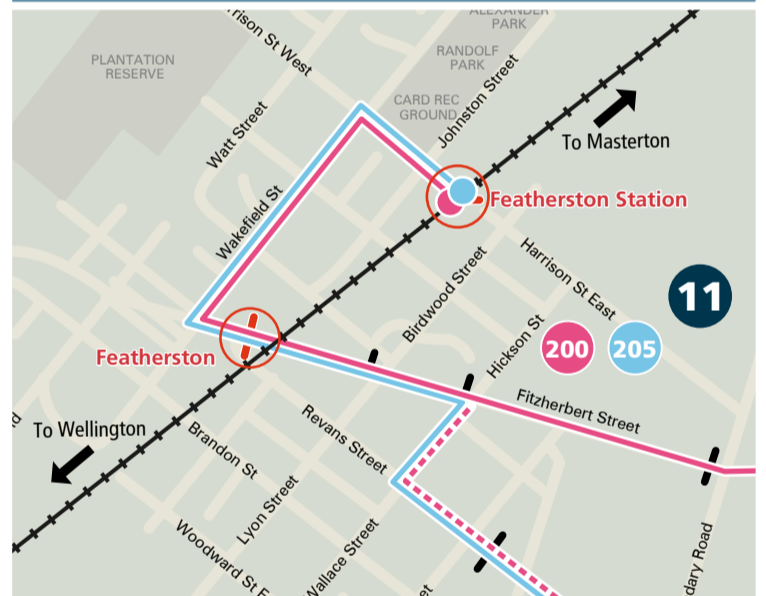 ALEXANDER
PARK
PLANTATION
RESERVE
RANDOLF
PARK
CARD REC
GROUND
Johnston Street
Watt Street
To Masterton
Featherston Station
Wakefield St
Harrison St East
Birdwood Street
11
Hickson St
200
205
Featherston
Fitzherbert Street
To Wellington
Revans Street
Brandon St
Lyon Street
Wallace Street
Woodward St E
St West
Road